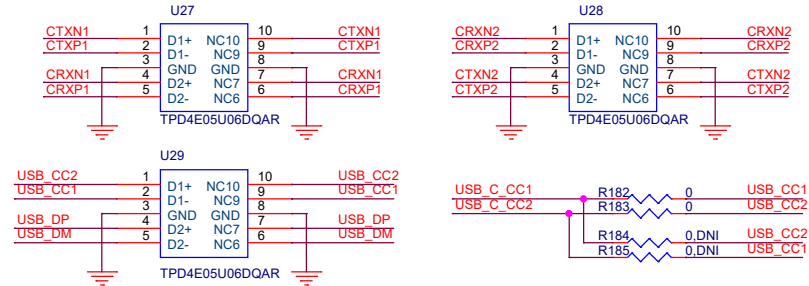 U27
CTXN1 1 D1+ NC10 10 CTXN1
CTXP1 2 D1- NC9 9 CTXP1
3 GND GND 8
CRXN1 4 D2+ NC7 7 CRXN1
CRXP1 5 D2- NC6 6 CRXP1
TPD4E05U06DQAR
U28
CRXN2 1 D1+ NC10 10 CRXN2
CRXP2 2 D1- NC9 9 CRXP2
3 GND GND 8
CTXN2 4 D2+ NC7 7 CTXN2
CTXP2 5 D2- NC6 6 CTXP2
TPD4E05U06DQAR
U29
USB_CC2 1 D1+ NC10 10 USB_CC2
USB_CC1 2 D1- NC9 9 USB_CC1
3 GND GND 8
USB_DP 4 D2+ NC7 7 USB_DP
USB_DM 5 D2- NC6 6 USB_DM
TPD4E05U06DQAR
USB_C_CC1 R182 0 USB_CC1
USB_C_CC2 R183 0 USB_CC2
R184 0,DNI USB_CC2
R185 0,DNI USB_CC1